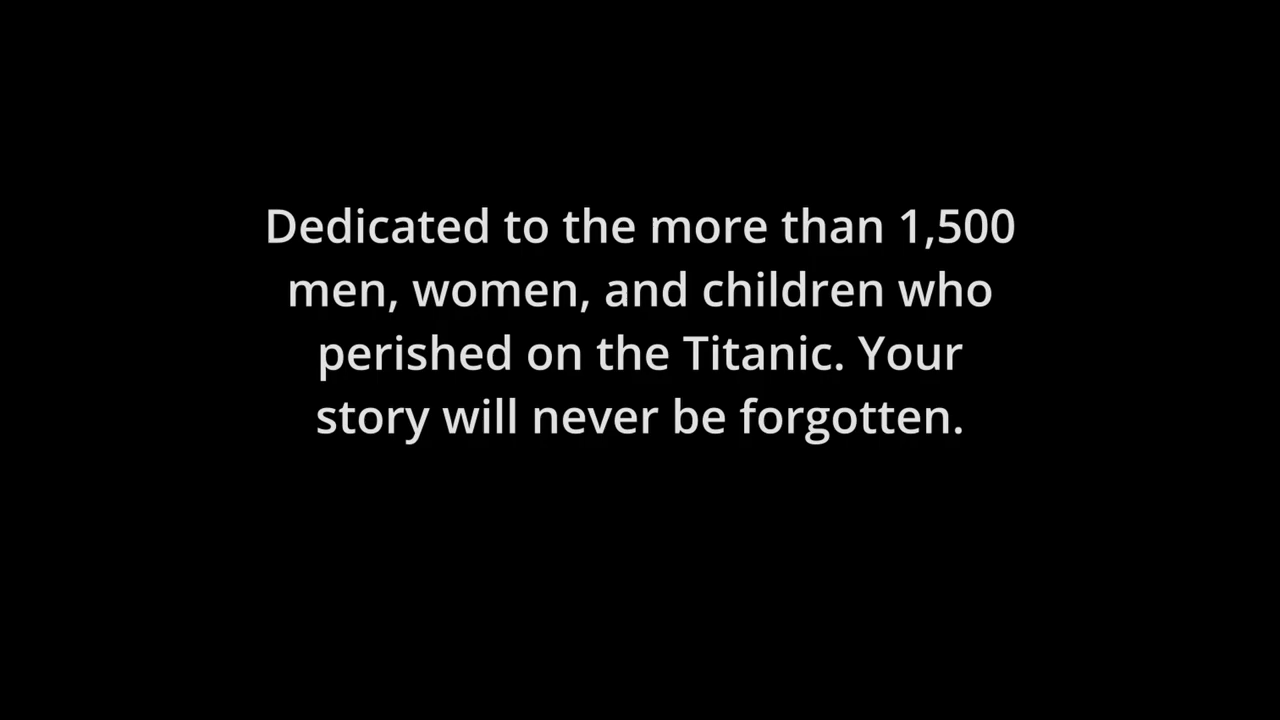 Dedicated to the more than 1,500
men, women, and children who
perished on the Titanic. Your
story will never be forgotten.